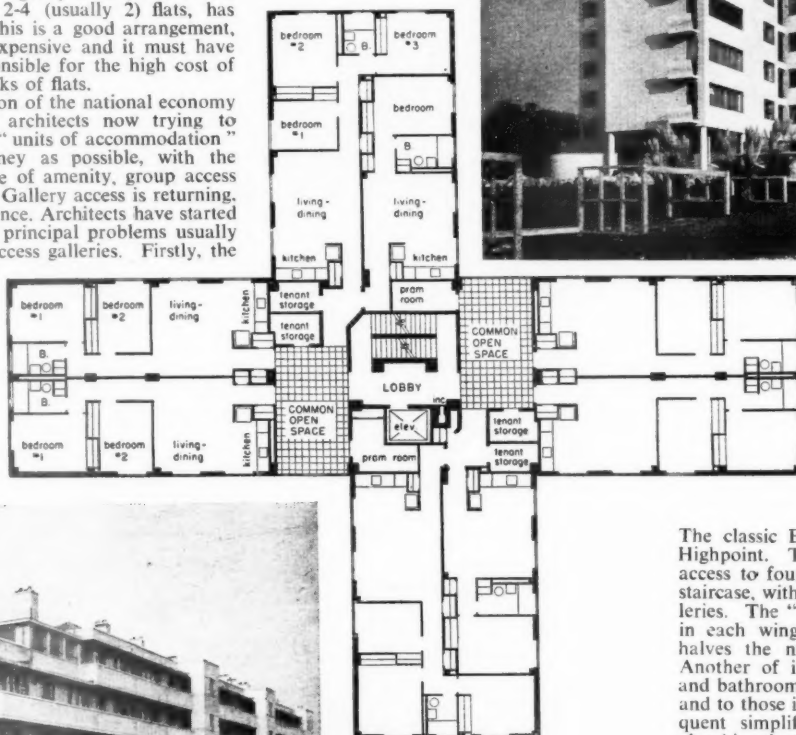 2-4 (usually 2) flats, has
his is a good arrangement,
xpensive and it must have
nsible for the high cost of
ks of flats.
on of the national economy
architects now trying to
“ units of accommodation ”
ney as possible, with the
e of amenity, group access
Gallery access is returning,
nce. Architects have started
principal problems usually
ccess galleries. Firstly, the
bedroom
#2
B.
bedroom
#3
bedroom
#1
bedroom
B.
living-
dining
living-
dining
kitchen
kitchen
tenant
storage
pram
room
tenant
storage
bedroom
#1
bedroom
#2
living-
dining
kitchen
B.
COMMON
OPEN
SPACE
LOBBY
inc.
elev.
COMMON
OPEN
SPACE
B.
bedroom
#1
bedroom
#2
living-
dining
kitchen
pram room
tenant
storage
tenant
storage
The classic E
Highpoint. T
access to fou
staircase, with
leries. The “
in each wing
halves the n
Another of i
and bathroom
and to those i
quent simplif